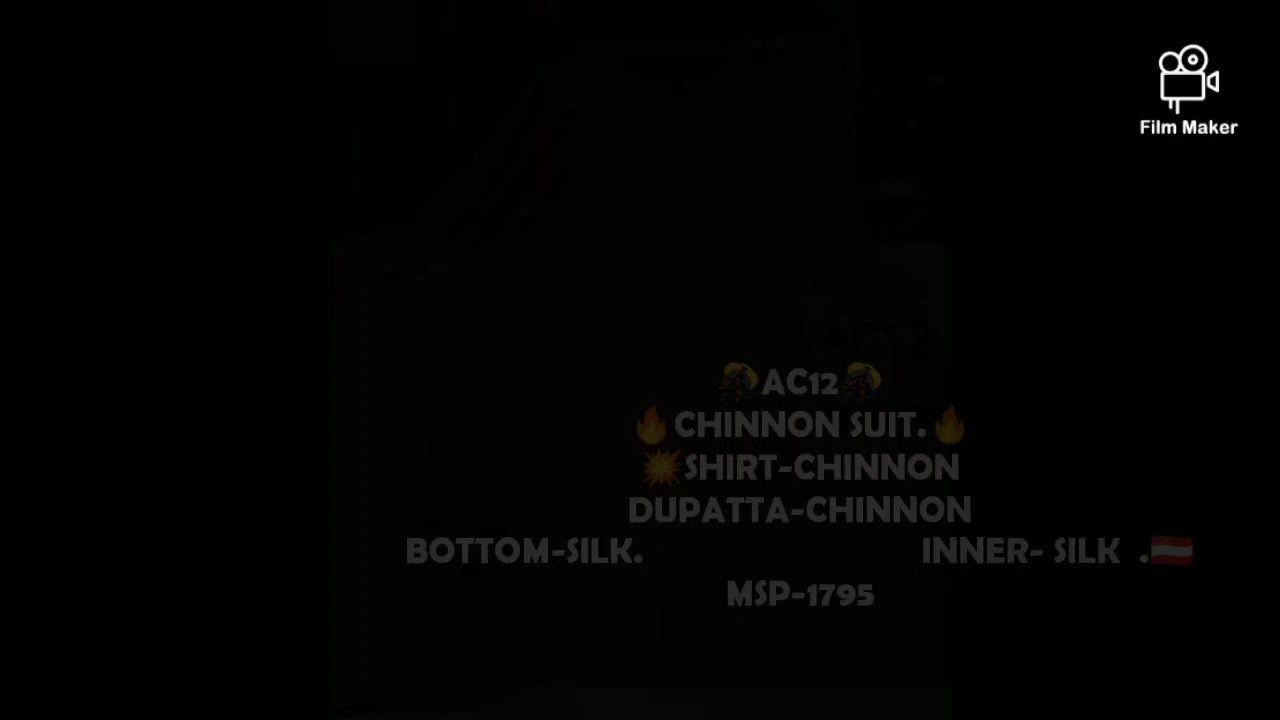 Film Maker
AC12
🔥CHINNON SUIT.🔥
💥SHIRT-CHINNON
DUPATTA-CHINNON
BOTTOM-SILK. INNER- SILK .🇦🇹
MSP-1795